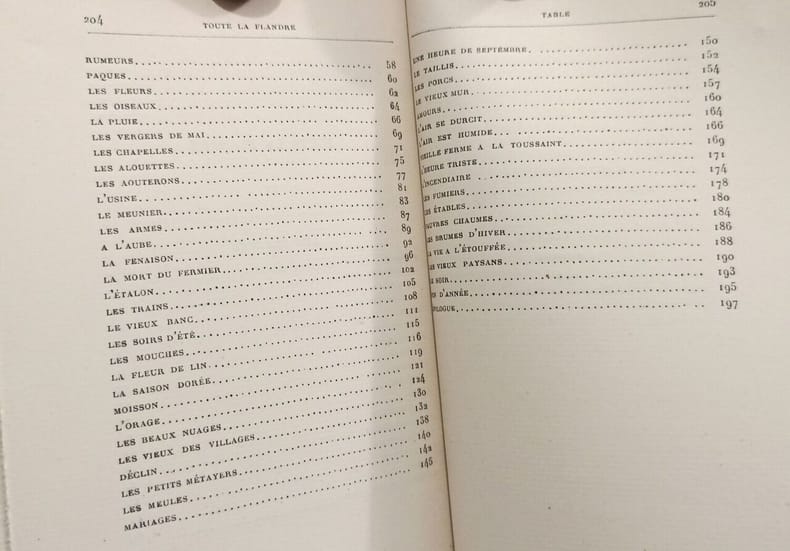 204 TOUTE LA FLANDRE
RUMEURS 58
PAQUES 60
LES FLEURS 62
LES OISEAUX 64
LA PLUIE 66
LES VERGERS DE MAI 69
LES CHAPELLES 71
LES ALOUETTES 75
LES AOUTERONS 77
L'USINE 81
LE MEUNIER 83
LES ARMES 87
A L'AUBE 89
LA FENAISON 92
LA MORT DU FERMIER 96
L'ÉTALON 102
LES TRAINS 105
LE VIEUX BANC 108
LES SOIRS D'ÉTÉ 111
LES MOUCHES 115
LA FLEUR DE LIN 116
LA SAISON DORÉE 119
MOISSON 121
L'ORAGE 124
LES BEAUX NUAGES 130
LES VIEUX DES VILLAGES 132
DÉCLIN 138
LES PETITS MÉTAYERS 140
LES MEULES 142
MARIAGES 145
TABLE 205
UNE HEURE DE SEPTEMBRE 150
LE TAILLIS 152
LES PORCS 154
LE VIEUX MUR 157
AMOURS 160
L'AIR SE DURCIT 164
L'AIR EST HUMIDE 166
VIEILLE FERME A LA TOUSSAINT 169
L'HEURE TRISTE 171
L'INCENDIAIRE 174
LES FUMIERS 178
LES ÉTABLES 180
UVRES CHAUMES 184
ES BRUMES D'HIVER 186
LA VIE A L'ÉTOUFFÉE 188
ES VIEUX PAYSANS 190
E SOIR 193
N D'ANNÉE 195
PILOGUE 197